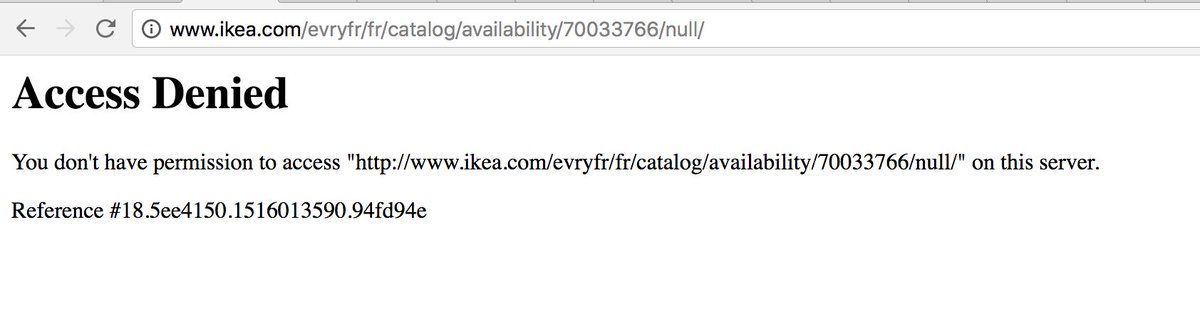 www.ikea.com/evryfr/fr/catalog/availability/70033766/null/
Access Denied
You don't have permission to access "http://www.ikea.com/evryfr/fr/catalog/availability/70033766/null/" on this server.
Reference #18.5ee4150.1516013590.94fd94e